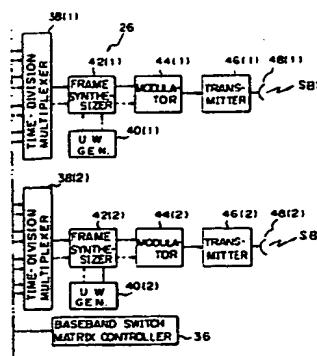 38(1)
26
42(1)
44(1)
46(1)
48(1)
TIME-DIVISION
MULTIPLEXER
FRAME
SYNTHE-
SIZER
MODULA-
TOR
TRANS-
MITTER
40(1)
U W
GEN.
38(2)
42(2)
44(2)
46(2)
48(2)
TIME-DIVISION
MULTIPLEXER
FRAME
SYNTHE-
SIZER
MODULA-
TOR
TRANS-
MITTER
U W
GEN.
40(2)
BASEBAND SWITCH
MATRIX CONTROLLER
36